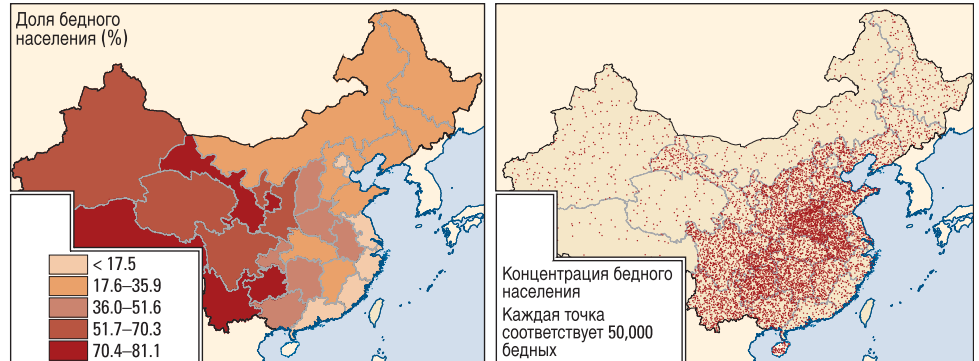 Доля бедного
населения (%)
< 17.5
17.6–35.9
36.0–51.6
51.7–70.3
70.4–81.1
Концентрация бедного
населения
Каждая точка
соответствует 50,000
бедных